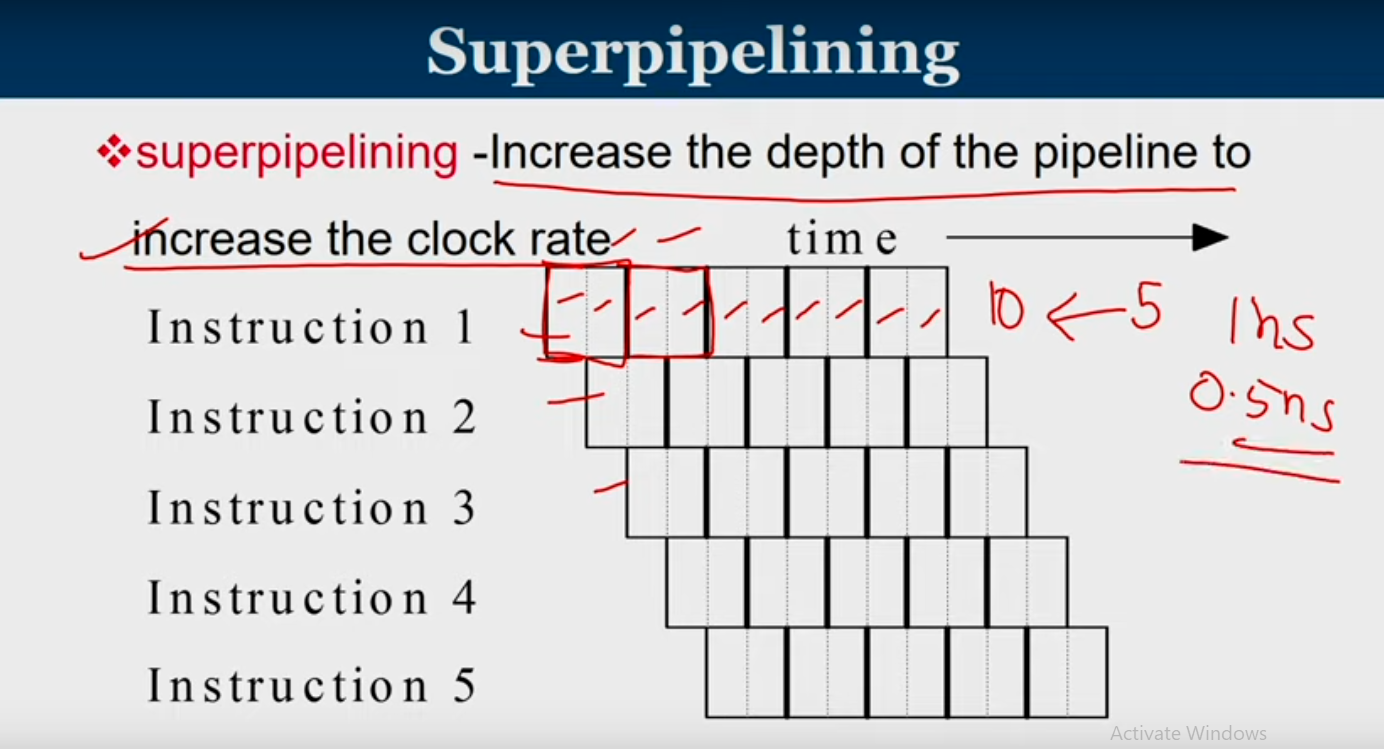 Superpipelining
❖superpipelining -Increase the depth of the pipeline to
increase the clock rate
time
Instruction 1
10 ← 5
1ns
0.5ns
Instruction 2
Instruction 3
Instruction 4
Instruction 5
Activate Windows